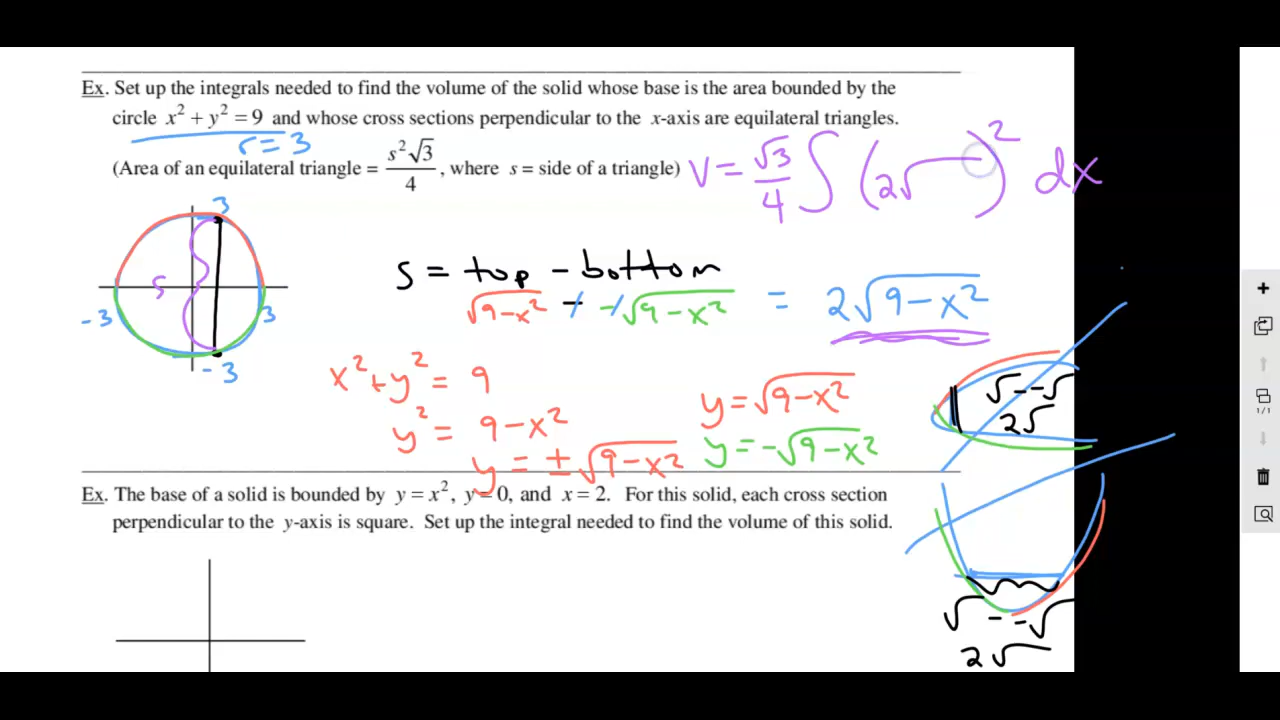 Ex. Set up the integrals needed to find the volume of the solid whose base is the area bounded by the
circle x² + y² = 9 and whose cross sections perpendicular to the x-axis are equilateral triangles.
r = 3
(Area of an equilateral triangle = s²√3/4, where s = side of a triangle)
V = √3/4 ∫ (2√ )² dx
3
S
-3
3
-3
S = top - bottom
√9-x² + +√9-x² = 2√9-x²
x² + y² = 9
y² = 9-x²
y = ±√9-x²
y = √9-x²
y = -√9-x²
√--√
2√
Ex. The base of a solid is bounded by y = x², y = 0, and x = 2. For this solid, each cross section
perpendicular to the y-axis is square. Set up the integral needed to find the volume of this solid.
√--√
2√
1/1